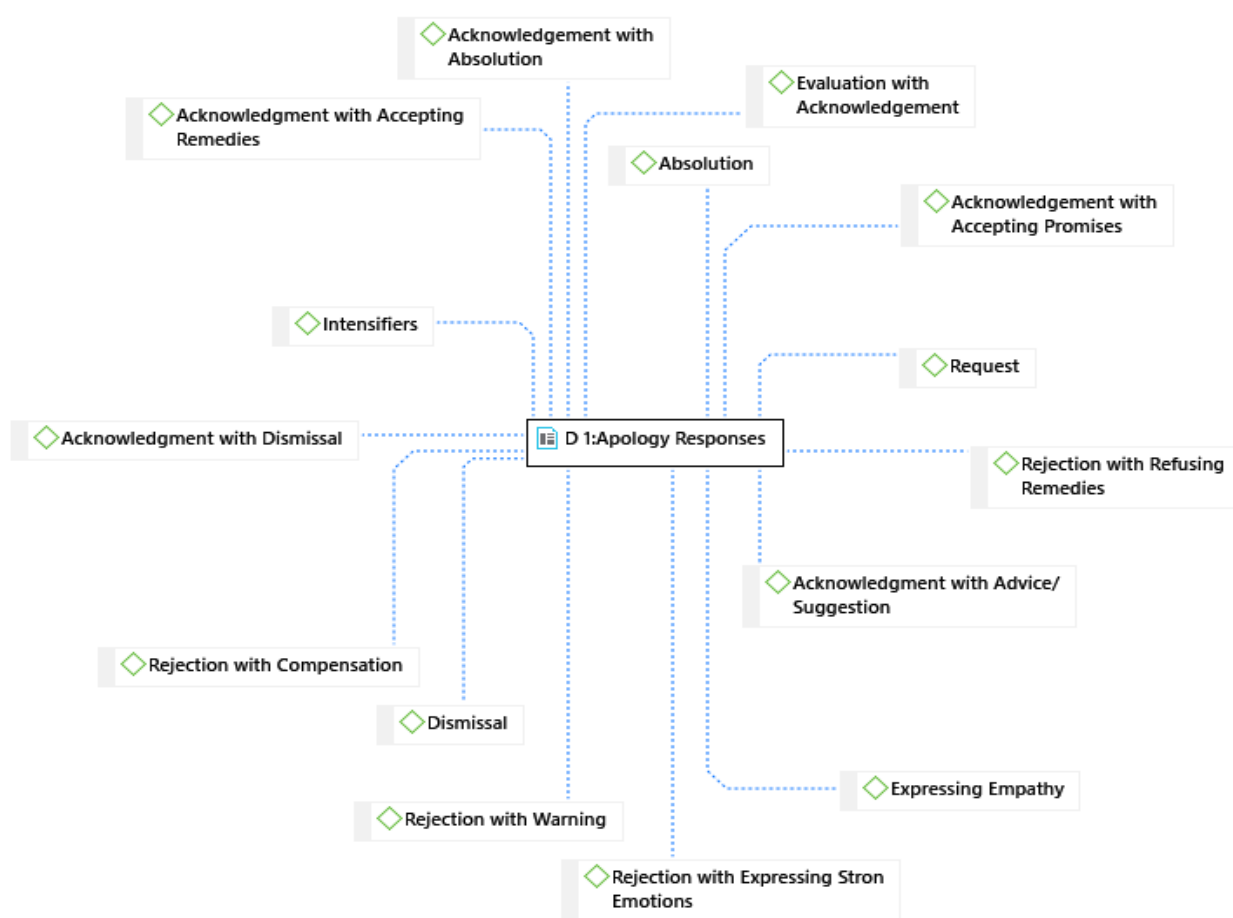 Acknowledgement with
Absolution
Evaluation with
Acknowledgement
Acknowledgment with Accepting
Remedies
Absolution
Acknowledgement with
Accepting Promises
Intensifiers
Request
Acknowledgment with Dismissal
D 1:Apology Responses
Rejection with Refusing
Remedies
Acknowledgment with Advice/
Suggestion
Rejection with Compensation
Dismissal
Expressing Empathy
Rejection with Warning
Rejection with Expressing Stron
Emotions